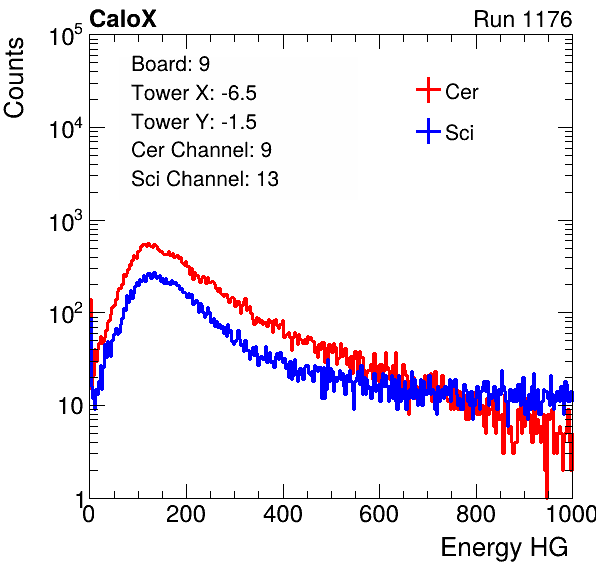 CaloX Run 1176
Counts
10^5
10^4
10^3
10^2
10
1
Board: 9
Tower X: -6.5
Tower Y: -1.5
Cer Channel: 9
Sci Channel: 13
Cer
Sci
0 200 400 600 800 1000
Energy HG